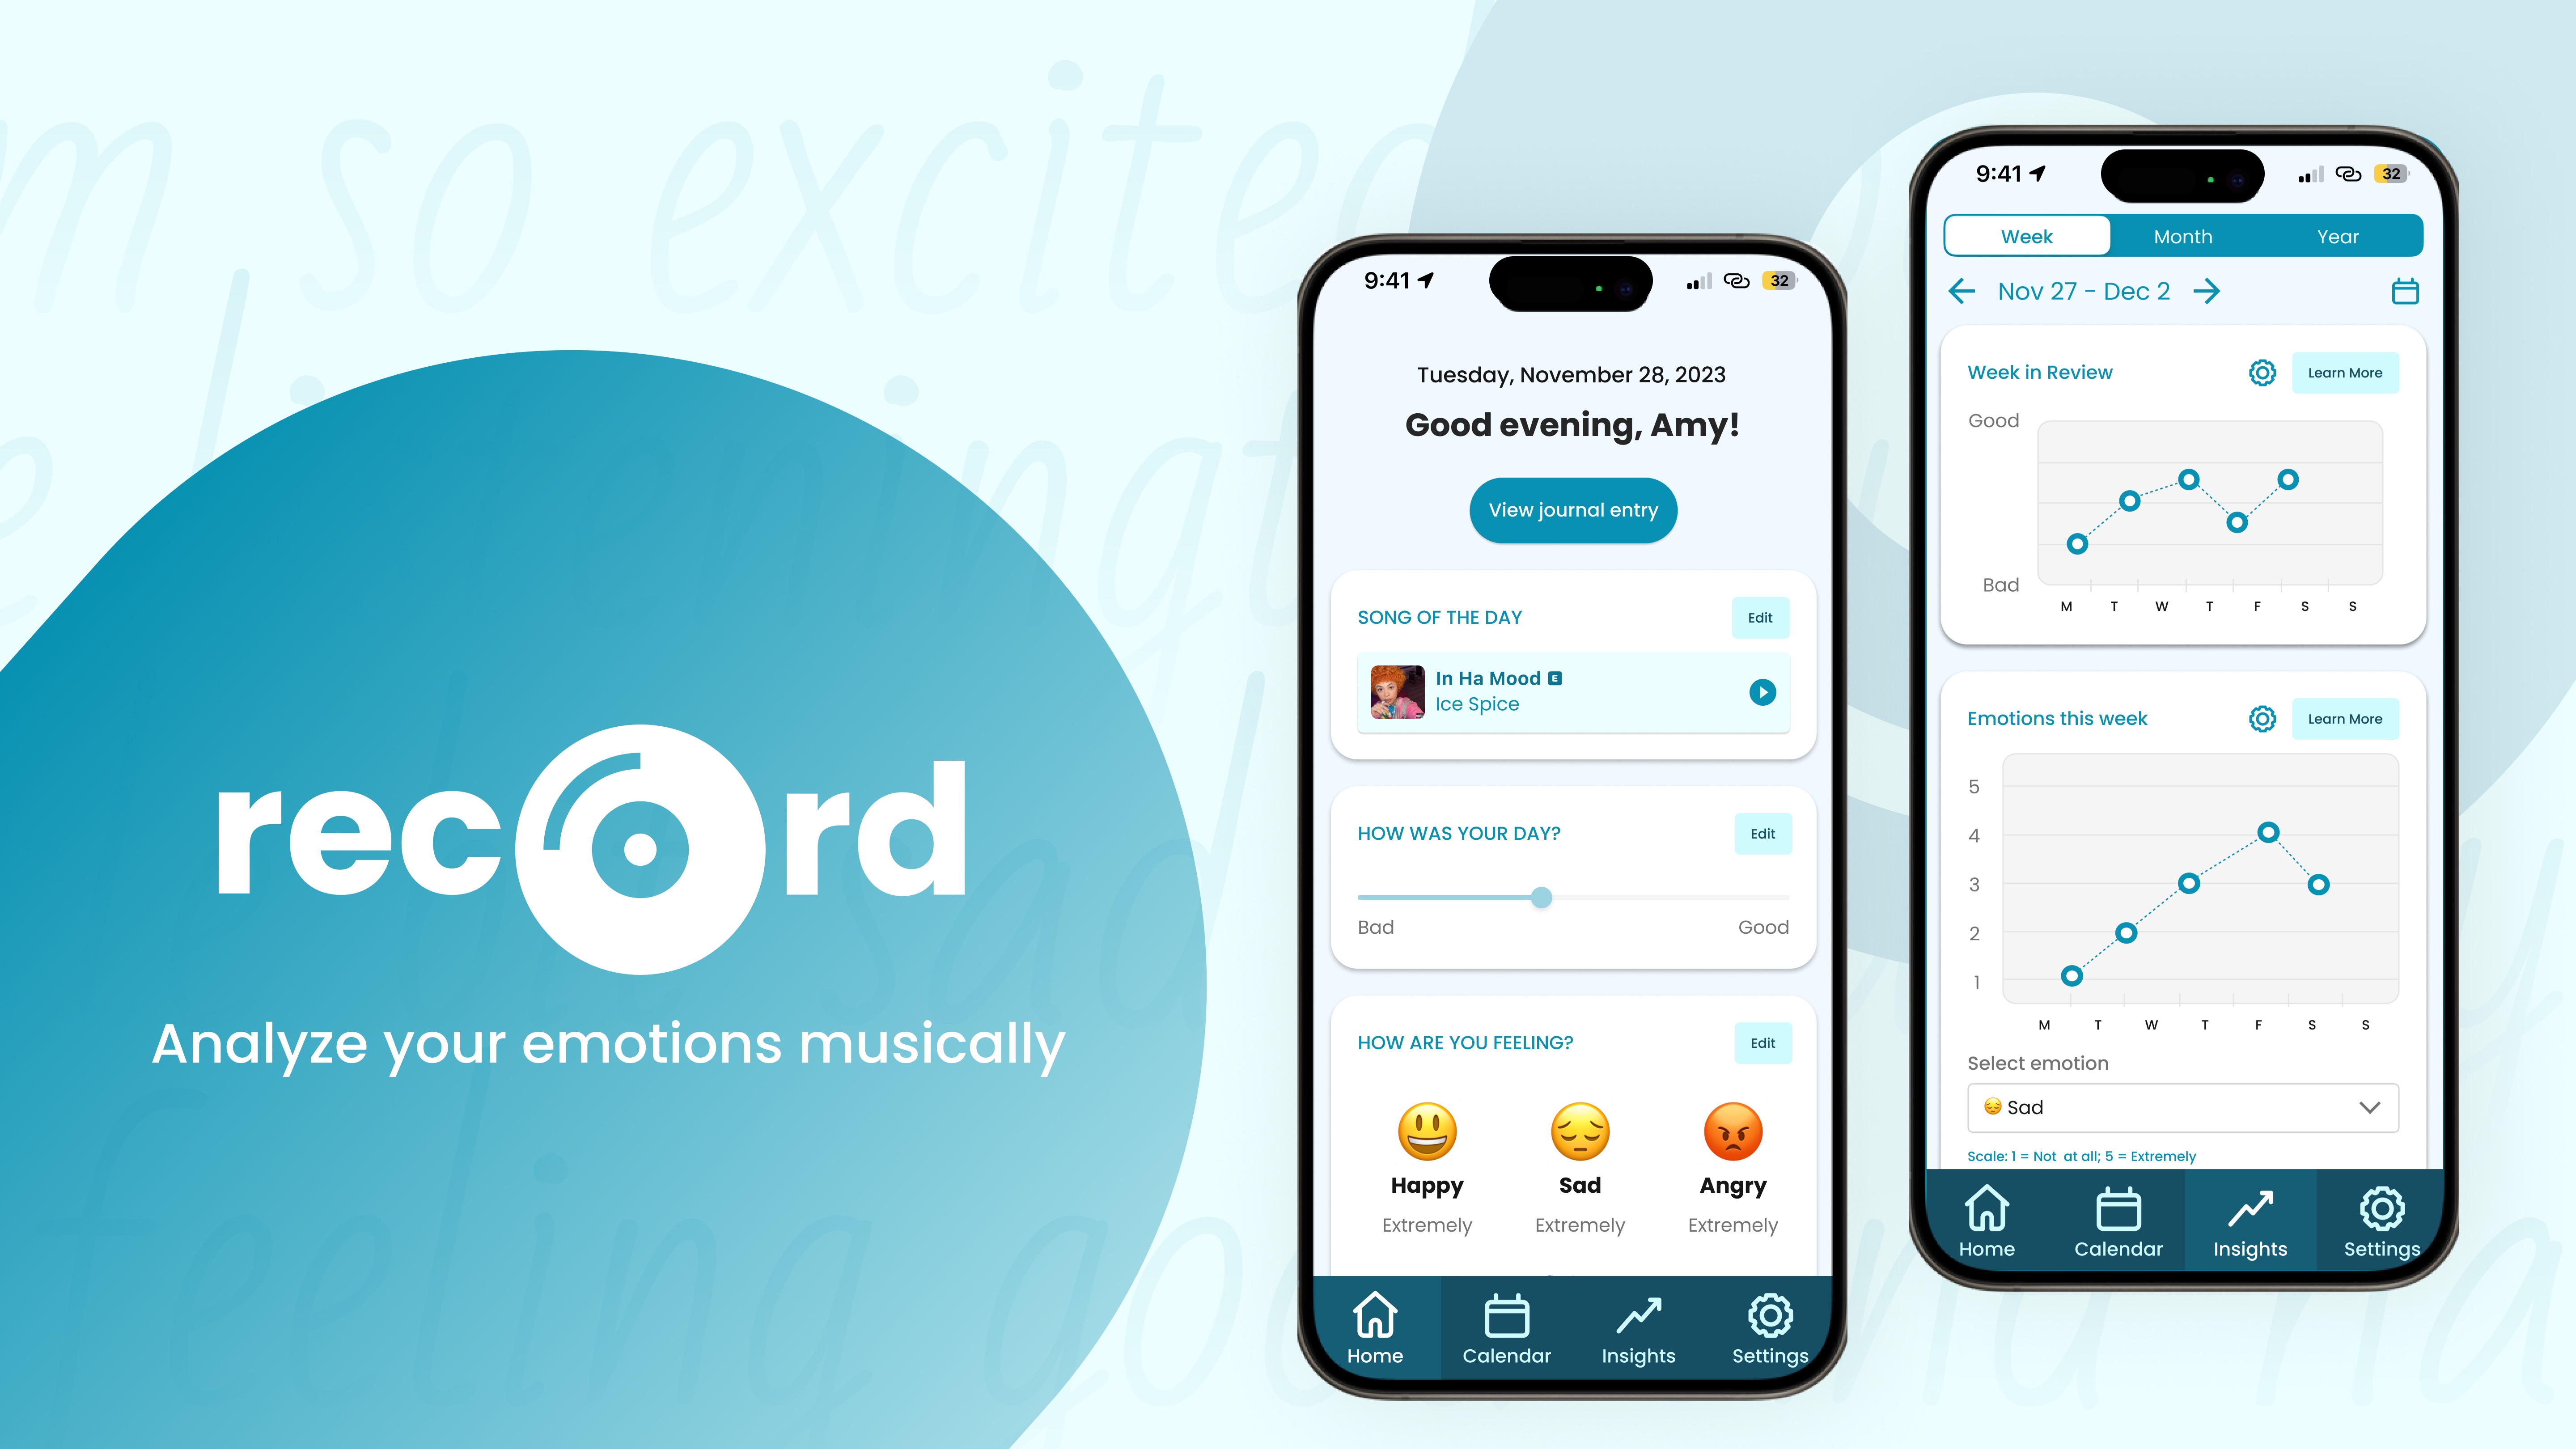 m so excited
feeling goo
record
Analyze your emotions musically
9:41
32
Tuesday, November 28, 2023
Good evening, Amy!
View journal entry
SONG OF THE DAY
Edit
In Ha Mood E
Ice Spice
HOW WAS YOUR DAY?
Edit
Bad
Good
HOW ARE YOU FEELING?
Edit
Happy
Sad
Angry
Extremely
Extremely
Extremely
Home
Calendar
Insights
Settings
9:41
32
Week
Month
Year
Nov 27 - Dec 2
Week in Review
Learn More
Good
Bad
M T W T F S S
Emotions this week
Learn More
5
4
3
2
1
M T W T F S S
Select emotion
Sad
Scale: 1 = Not at all; 5 = Extremely
Home
Calendar
Insights
Settings